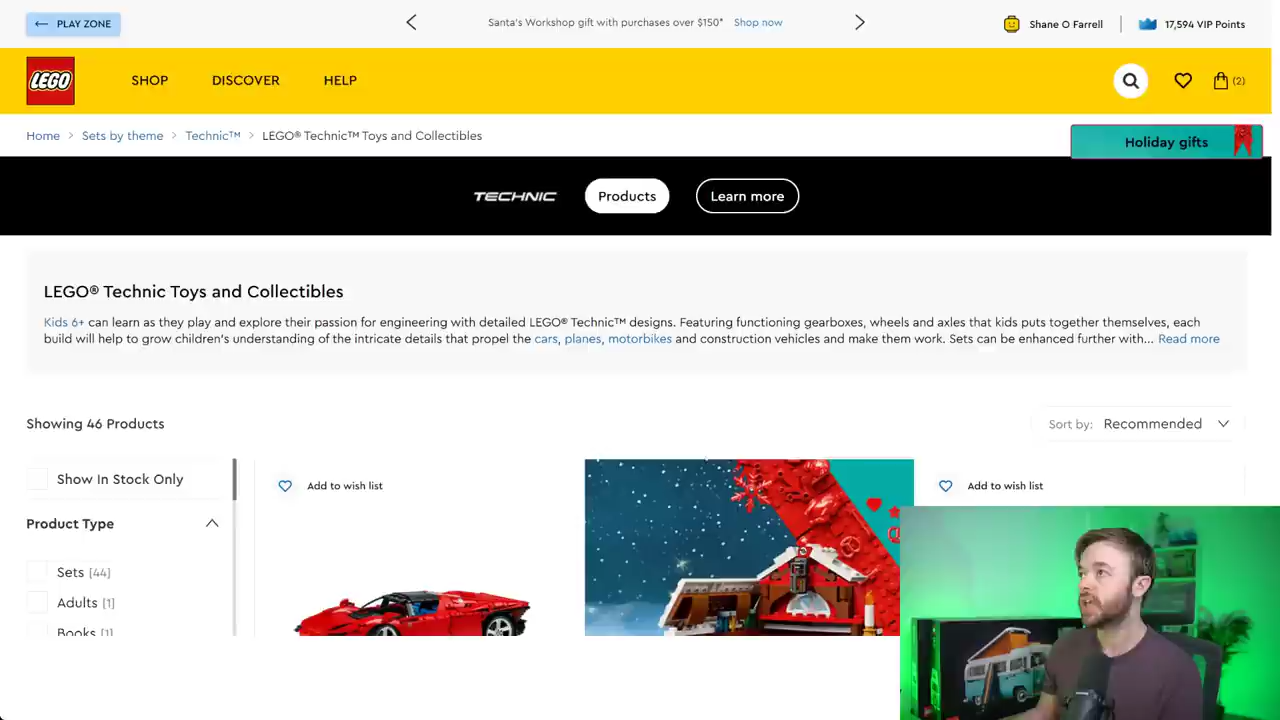 PLAY ZONE
Santa's Workshop gift with purchases over $150* Shop now
Shane O Farrell
17,594 VIP Points
LEGO
SHOP
DISCOVER
HELP
(2)
Home > Sets by theme > Technic™ > LEGO® Technic™ Toys and Collectibles
Holiday gifts
TECHNIC
Products
Learn more
LEGO® Technic Toys and Collectibles
Kids 6+ can learn as they play and explore their passion for engineering with detailed LEGO® Technic™ designs. Featuring functioning gearboxes, wheels and axles that kids puts together themselves, each
build will help to grow children's understanding of the intricate details that propel the cars, planes, motorbikes and construction vehicles and make them work. Sets can be enhanced further with... Read more
Showing 46 Products
Sort by: Recommended
Show In Stock Only
Add to wish list
Add to wish list
Product Type
Sets [44]
Adults [1]
Books [1]